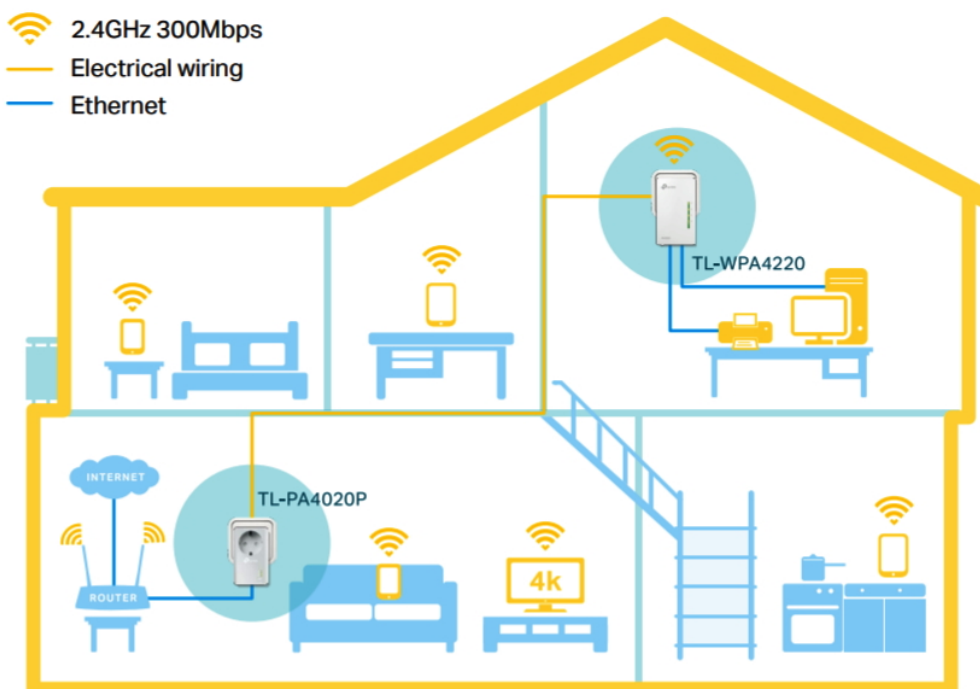 2.4GHz 300Mbps
Electrical wiring
Ethernet
TL-WPA4220
INTERNET
TL-PA4020P
ROUTER
4k